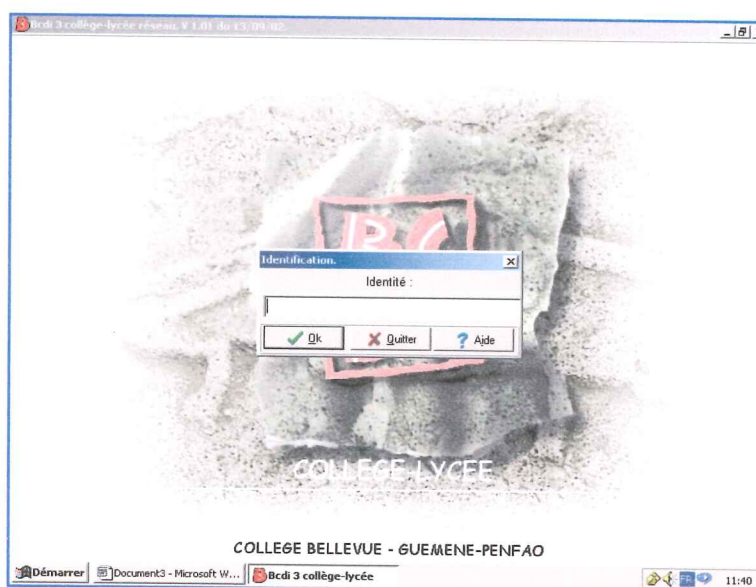 Bcdi 3 collège-lycée réseau. V 1.01 du 13/09/02.
BC
Identification.
Identité :
Ok
Quitter
? Aide
COLLEGE-LYCEE
COLLEGE BELLEVUE - GUEMENE-PENFAO
Démarrer
Document3 - Microsoft W...
Bcdi 3 collège-lycée
FR
11:40